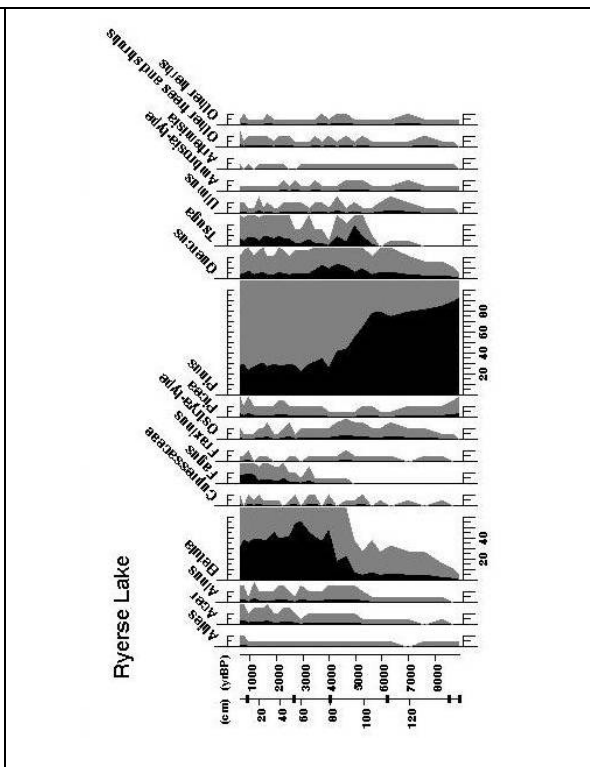 Ryerse Lake
Abies
Acer
Alnus
Betula
Cupressaceae
Fagus
Fraxinus
Ostrya-type
Picea
Pinus
Quercus
Tsuga
Ulmus
Ambrosia-type
Artemisia
Other trees and shrubs
Other herbs
(cm) (yrBP)
1000
2000
3000
4000
5000
6000
7000
8000
20
40
60
80
100
120
20 40
20 40 60 80